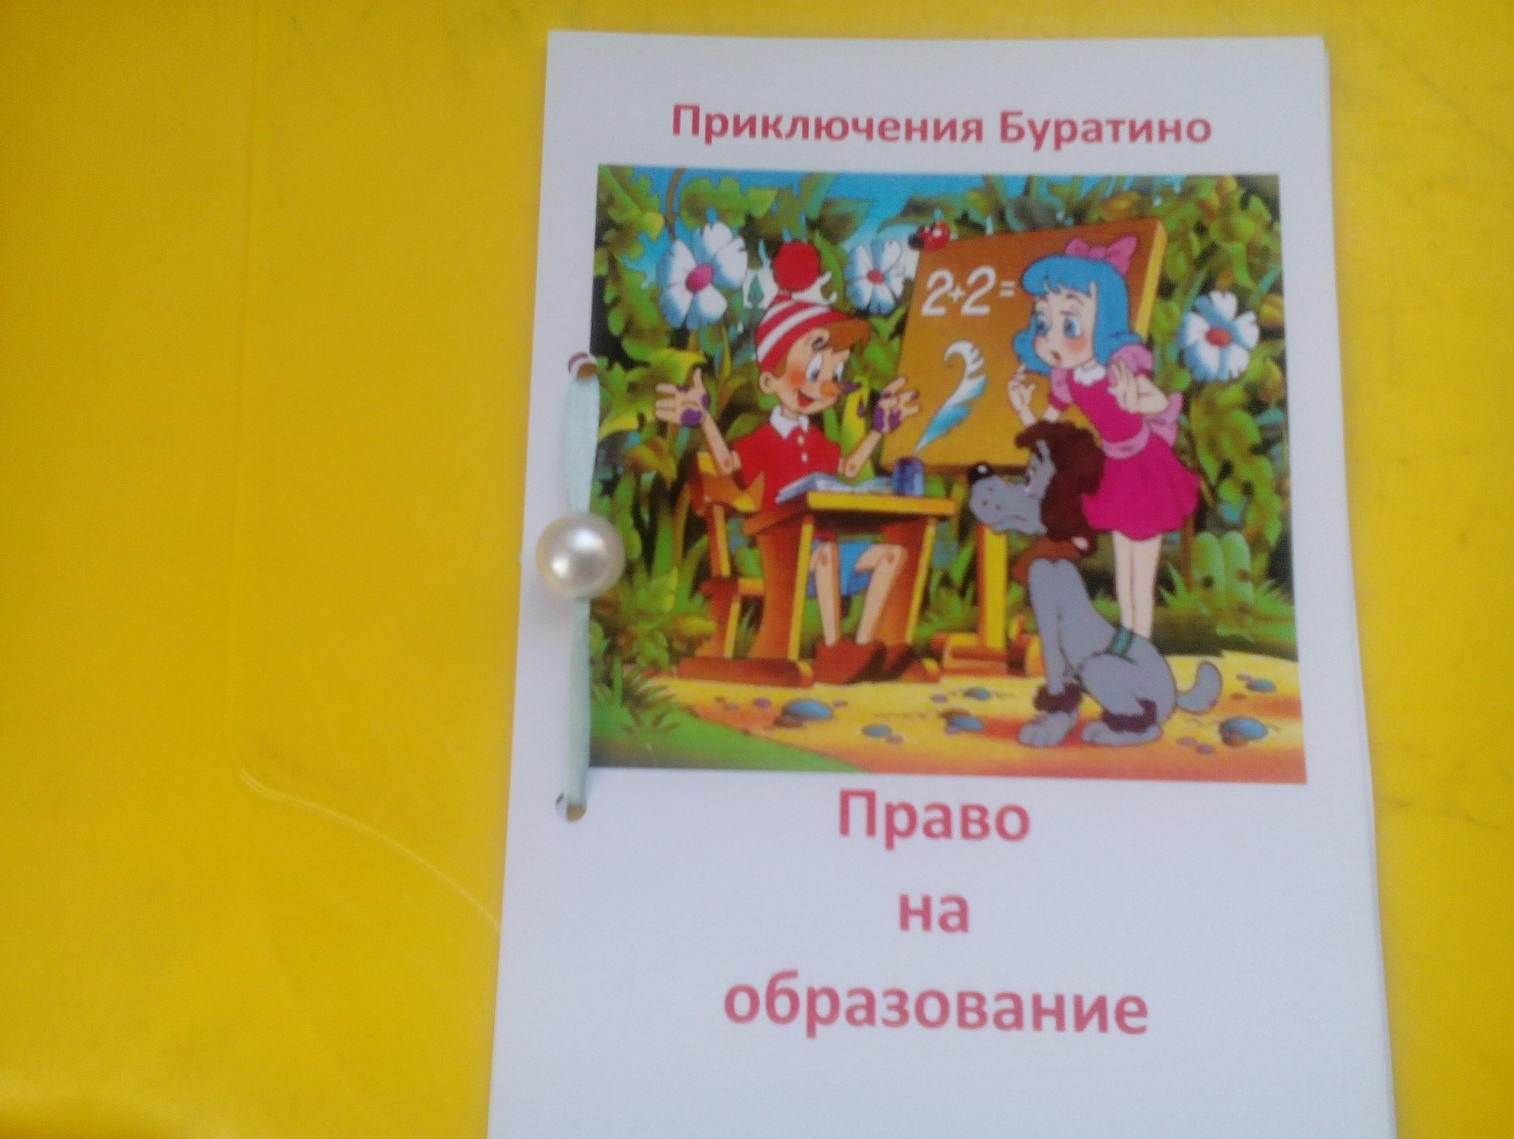 Приключения Буратино
2+2=
Право
на
образование